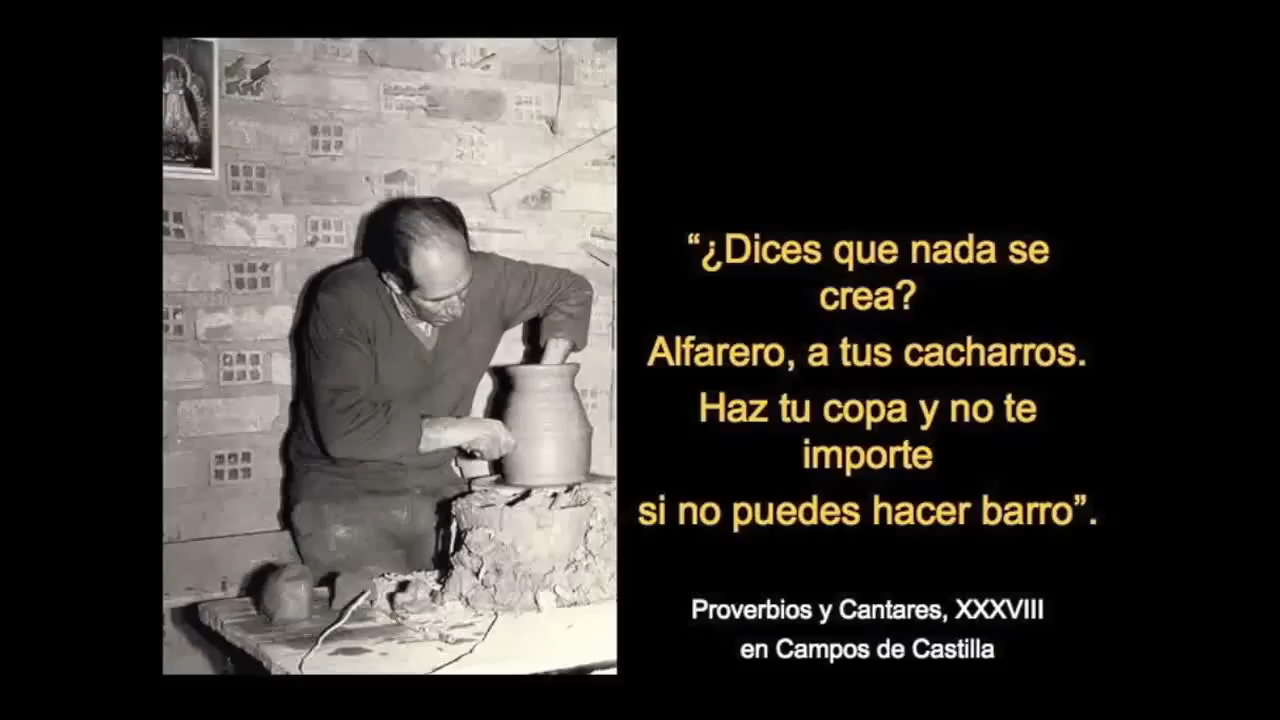 “¿Dices que nada se
crea?
Alfarero, a tus cacharros.
Haz tu copa y no te
importe
si no puedes hacer barro”.
Proverbios y Cantares, XXXVIII
en Campos de Castilla